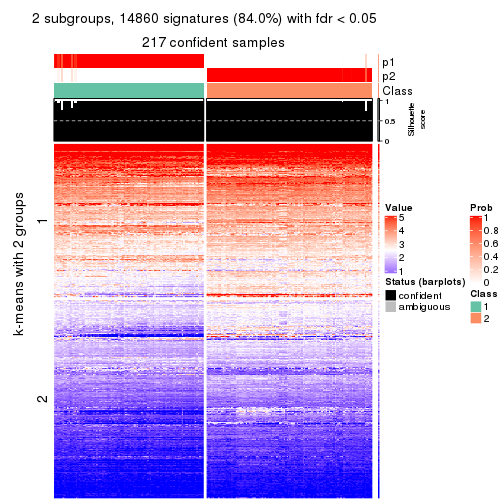 2 subgroups, 14860 signatures (84.0%) with fdr < 0.05
217 confident samples
p1
p2
Class
1
0.5
0
Silhouette
score
k-means with 2 groups
1
2
Value
5
4
3
2
1
Status (barplots)
confident
ambiguous
Prob
1
0.8
0.6
0.4
0.2
0
Class
1
2